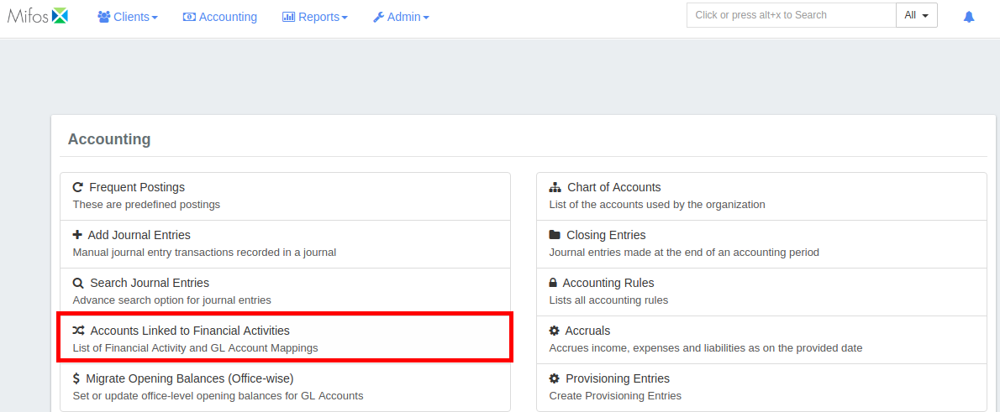 Mifos Clients Accounting Reports Admin Click or press alt+x to Search All
Accounting
Frequent Postings
These are predefined postings
Add Journal Entries
Manual journal entry transactions recorded in a journal
Search Journal Entries
Advance search option for journal entries
Accounts Linked to Financial Activities
List of Financial Activity and GL Account Mappings
Migrate Opening Balances (Office-wise)
Set or update office-level opening balances for GL Accounts
Chart of Accounts
List of the accounts used by the organization
Closing Entries
Journal entries made at the end of an accounting period
Accounting Rules
Lists all accounting rules
Accruals
Accrues income, expenses and liabilities as on the provided date
Provisioning Entries
Create Provisioning Entries